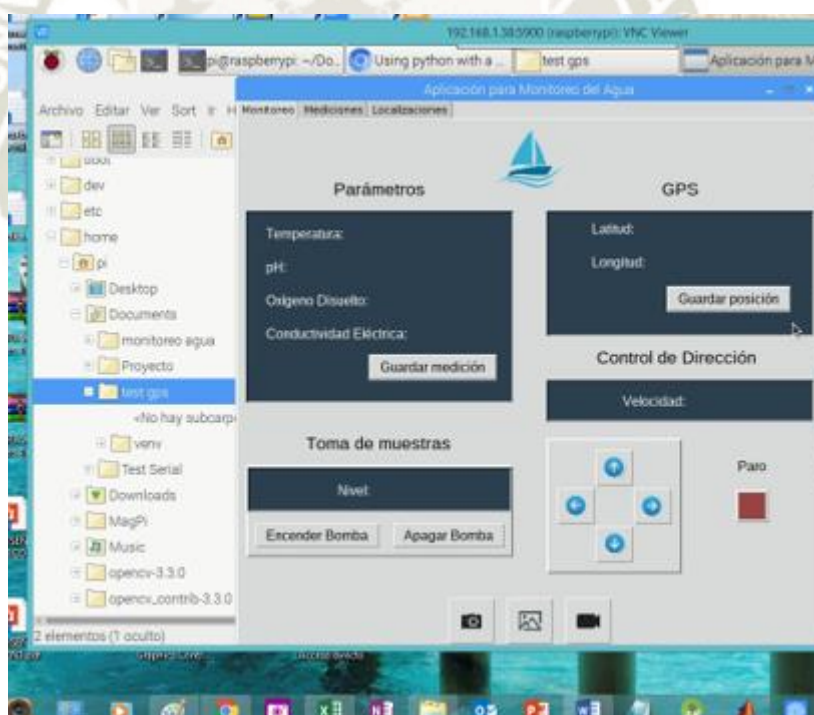 192.168.1.38:5900 (raspberrypi): VNC Viewer
pi@raspberrypi: ~/Do..
Using python with a ...
test gps
Aplicación para M
Aplicación para Monitoreo del Agua
Archivo Editar Ver Sort Ir H
Monitoreo Mediciones Localizaciones
boot
dev
etc
home
pi
Desktop
Documents
monitoreo agua
Proyecto
test gps
<No hay subcarp
venv
Test Serial
Downloads
MagPi
Music
opencv-3.3.0
opencv_contrib-3.3.0
2 elementos (1 oculto)
Parámetros
Temperatura:
pH:
Oxígeno Disuelto:
Conductividad Eléctrica:
Guardar medición
GPS
Latitud:
Longitud:
Guardar posición
Control de Dirección
Velocidad:
Toma de muestras
Nivel:
Encender Bomba
Apagar Bomba
Paro
Acceso directo